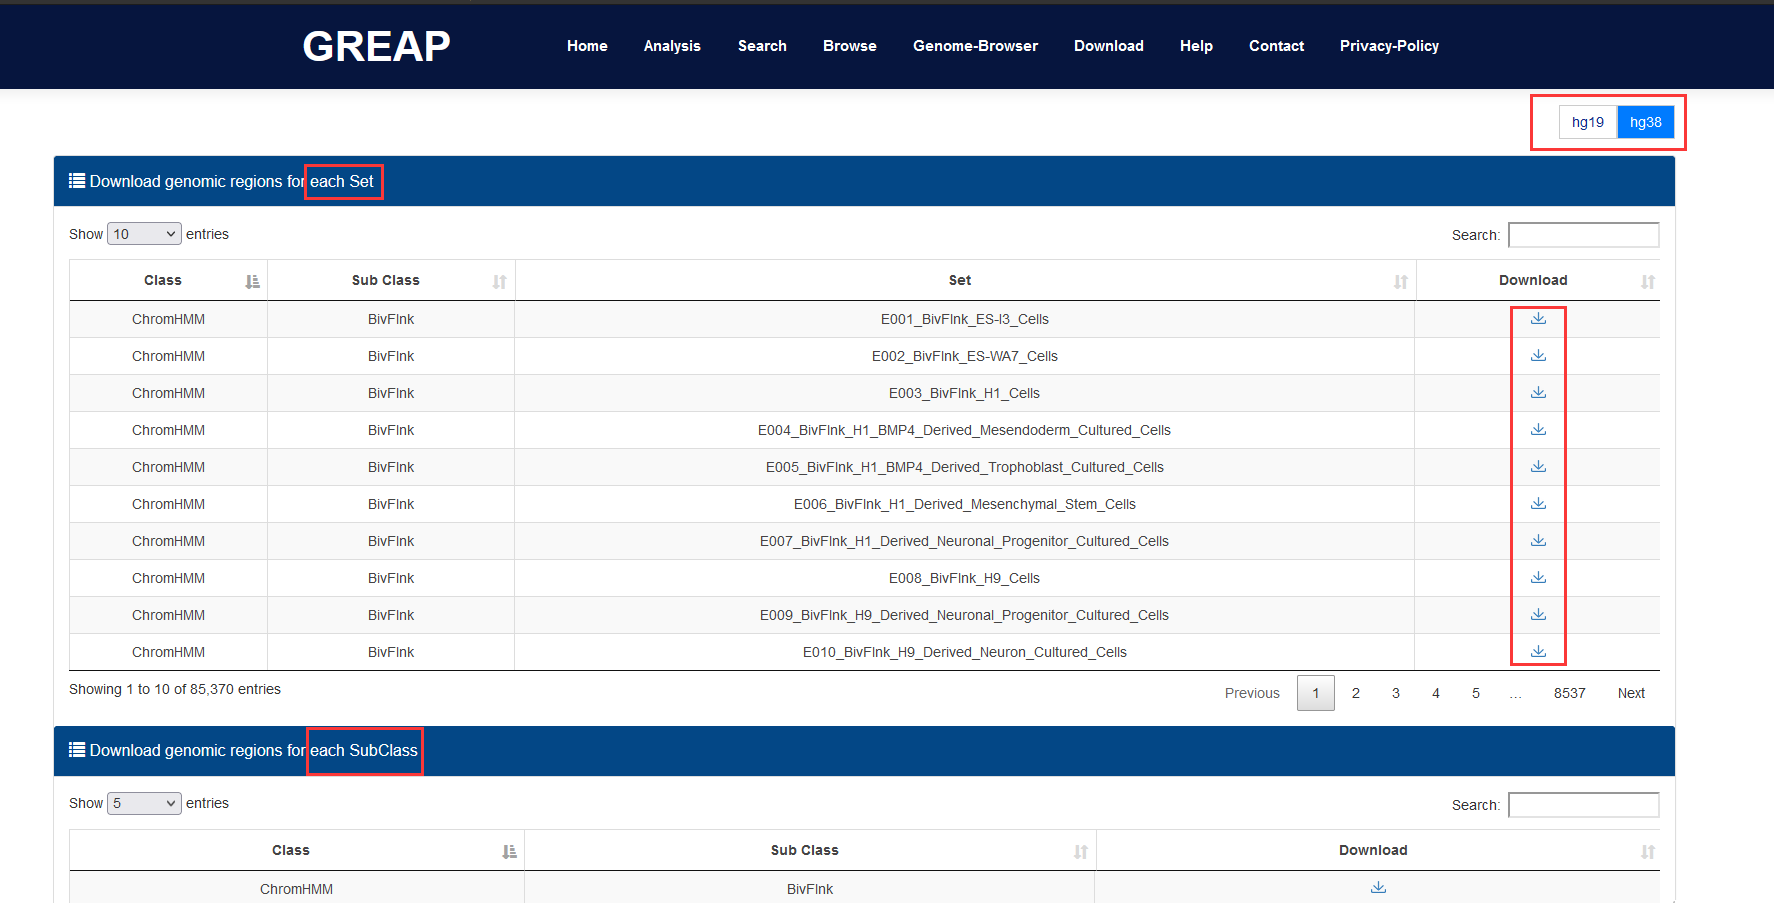 GREAP Home Analysis Search Browse Genome-Browser Download Help Contact Privacy-Policy
hg19 hg38
Download genomic regions for each Set
Show 10 entries Search:
Class Sub Class Set Download
ChromHMM BivFlnk E001_BivFlnk_ES-I3_Cells
ChromHMM BivFlnk E002_BivFlnk_ES-WA7_Cells
ChromHMM BivFlnk E003_BivFlnk_H1_Cells
ChromHMM BivFlnk E004_BivFlnk_H1_BMP4_Derived_Mesendoderm_Cultured_Cells
ChromHMM BivFlnk E005_BivFlnk_H1_BMP4_Derived_Trophoblast_Cultured_Cells
ChromHMM BivFlnk E006_BivFlnk_H1_Derived_Mesenchymal_Stem_Cells
ChromHMM BivFlnk E007_BivFlnk_H1_Derived_Neuronal_Progenitor_Cultured_Cells
ChromHMM BivFlnk E008_BivFlnk_H9_Cells
ChromHMM BivFlnk E009_BivFlnk_H9_Derived_Neuronal_Progenitor_Cultured_Cells
ChromHMM BivFlnk E010_BivFlnk_H9_Derived_Neuron_Cultured_Cells
Showing 1 to 10 of 85,370 entries Previous 1 2 3 4 5 … 8537 Next
Download genomic regions for each SubClass
Show 5 entries Search:
Class Sub Class Download
ChromHMM BivFlnk